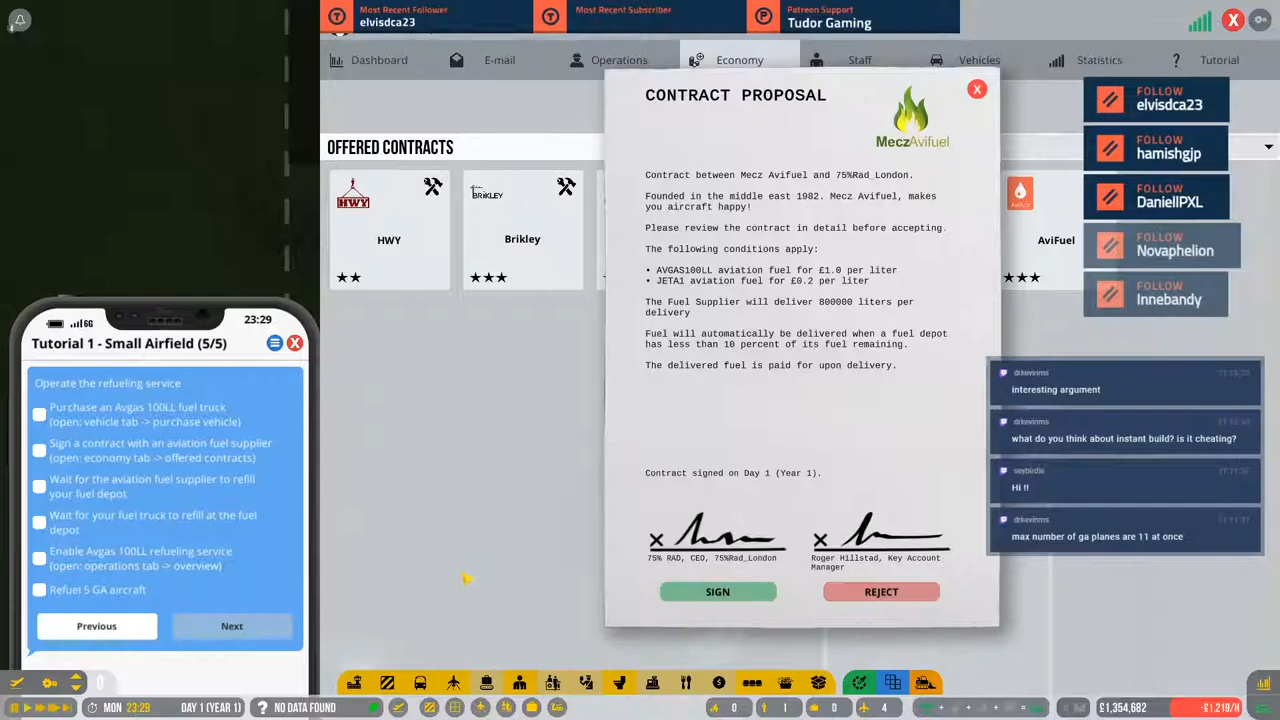 Most Recent Follower
elvisdca23
Most Recent Subscriber
Patreon Support
Tudor Gaming
Dashboard
E-mail
Operations
Economy
Staff
Vehicles
Statistics
Tutorial
OFFERED CONTRACTS
HWY
HWY
★★
BRIKLEY
Brikley
★★★
AviFuel
AviFuel
★★★
CONTRACT PROPOSAL
MeczAvifuel
Contract between Mecz Avifuel and 75%Rad_London.
Founded in the middle east 1982. Mecz Avifuel, makes
you aircraft happy!
Please review the contract in detail before accepting.
The following conditions apply:
• AVGAS100LL aviation fuel for £1.0 per liter
• JETA1 aviation fuel for £0.2 per liter
The Fuel Supplier will deliver 800000 liters per
delivery
Fuel will automatically be delivered when a fuel depot
has less than 10 percent of its fuel remaining.
The delivered fuel is paid for upon delivery.
Contract signed on Day 1 (Year 1).
75% RAD, CEO, 75%Rad_London
Roger Hillstad, Key Account
Manager
SIGN
REJECT
X
FOLLOW
elvisdca23
FOLLOW
hamishgjp
FOLLOW
DaniellPXL
FOLLOW
Novaphelion
FOLLOW
Innebandy
drkevinms
interesting argument
drkevinms
what do you think about instant build? is it cheating?
seybirdie
Hi !!
drkevinms
max number of ga planes are 11 at once
6G
23:29
Tutorial 1 - Small Airfield (5/5)
Operate the refueling service
Purchase an Avgas 100LL fuel truck
(open: vehicle tab -> purchase vehicle)
Sign a contract with an aviation fuel supplier
(open: economy tab -> offered contracts)
Wait for the aviation fuel supplier to refill
your fuel depot
Wait for your fuel truck to refill at the fuel
depot
Enable Avgas 100LL refueling service
(open: operations tab -> overview)
Refuel 5 GA aircraft
Previous
Next
0
MON 23:29
DAY 1 (YEAR 1)
? NO DATA FOUND
0
1
0
4
£1,354,682
-£1,219/H